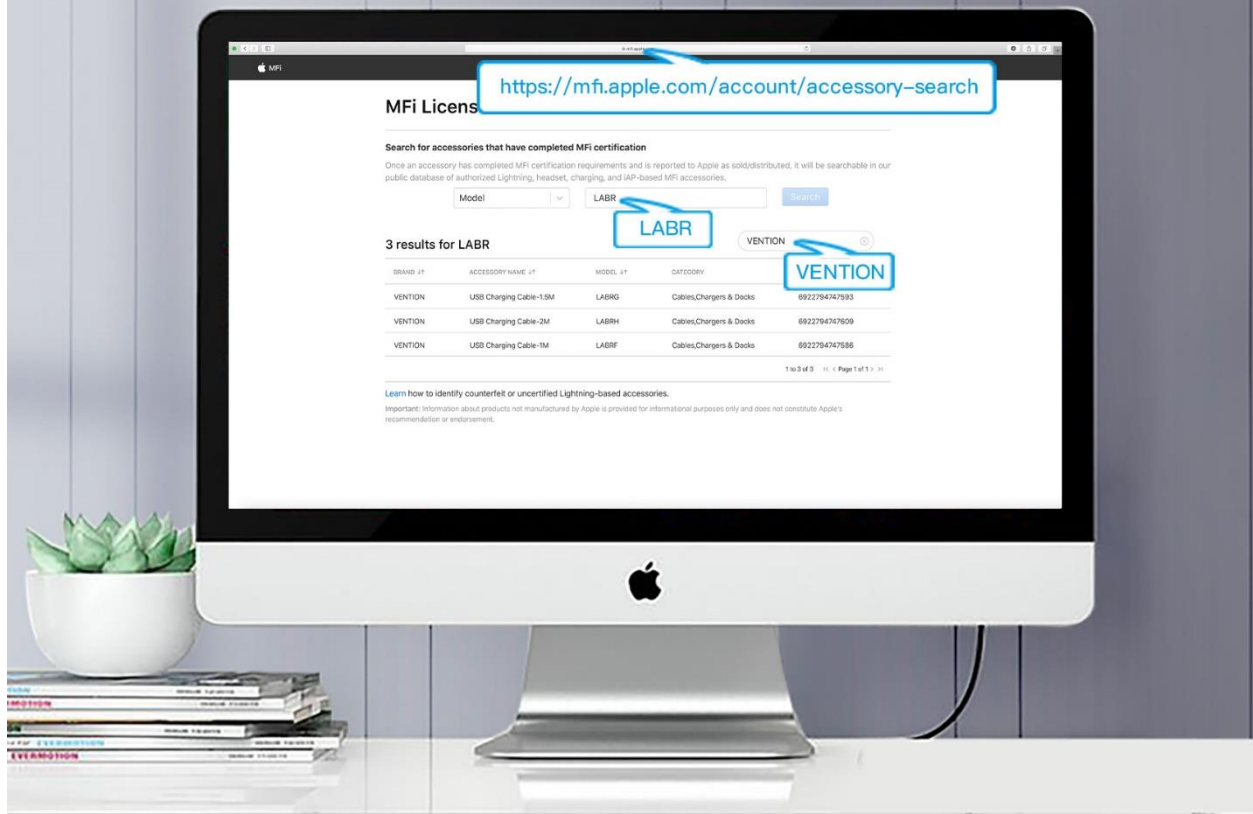 mfi.apple
MFi
https://mfi.apple.com/account/accessory-search
MFi Licens
Search for accessories that have completed MFi certification
Once an accessory has completed MFi certification requirements and is reported to Apple as sold/distributed, it will be searchable in our
public database of authorized Lightning, headset, charging, and iAP-based MFi accessories.
Model LABR Search
LABR
3 results for LABR VENTION
VENTION
BRAND ACCESSORY NAME MODEL CATEGORY
VENTION USB Charging Cable-1.5M LABRG Cables,Chargers & Docks 6922794747593
VENTION USB Charging Cable-2M LABRH Cables,Chargers & Docks 6922794747609
VENTION USB Charging Cable-1M LABRF Cables,Chargers & Docks 6922794747586
1 to 3 of 3 Page 1 of 1
Learn how to identify counterfeit or uncertified Lightning-based accessories.
Important: Information about products not manufactured by Apple is provided for informational purposes only and does not constitute Apple's
recommendation or endorsement.
EVERMOTION
EVERMOTION